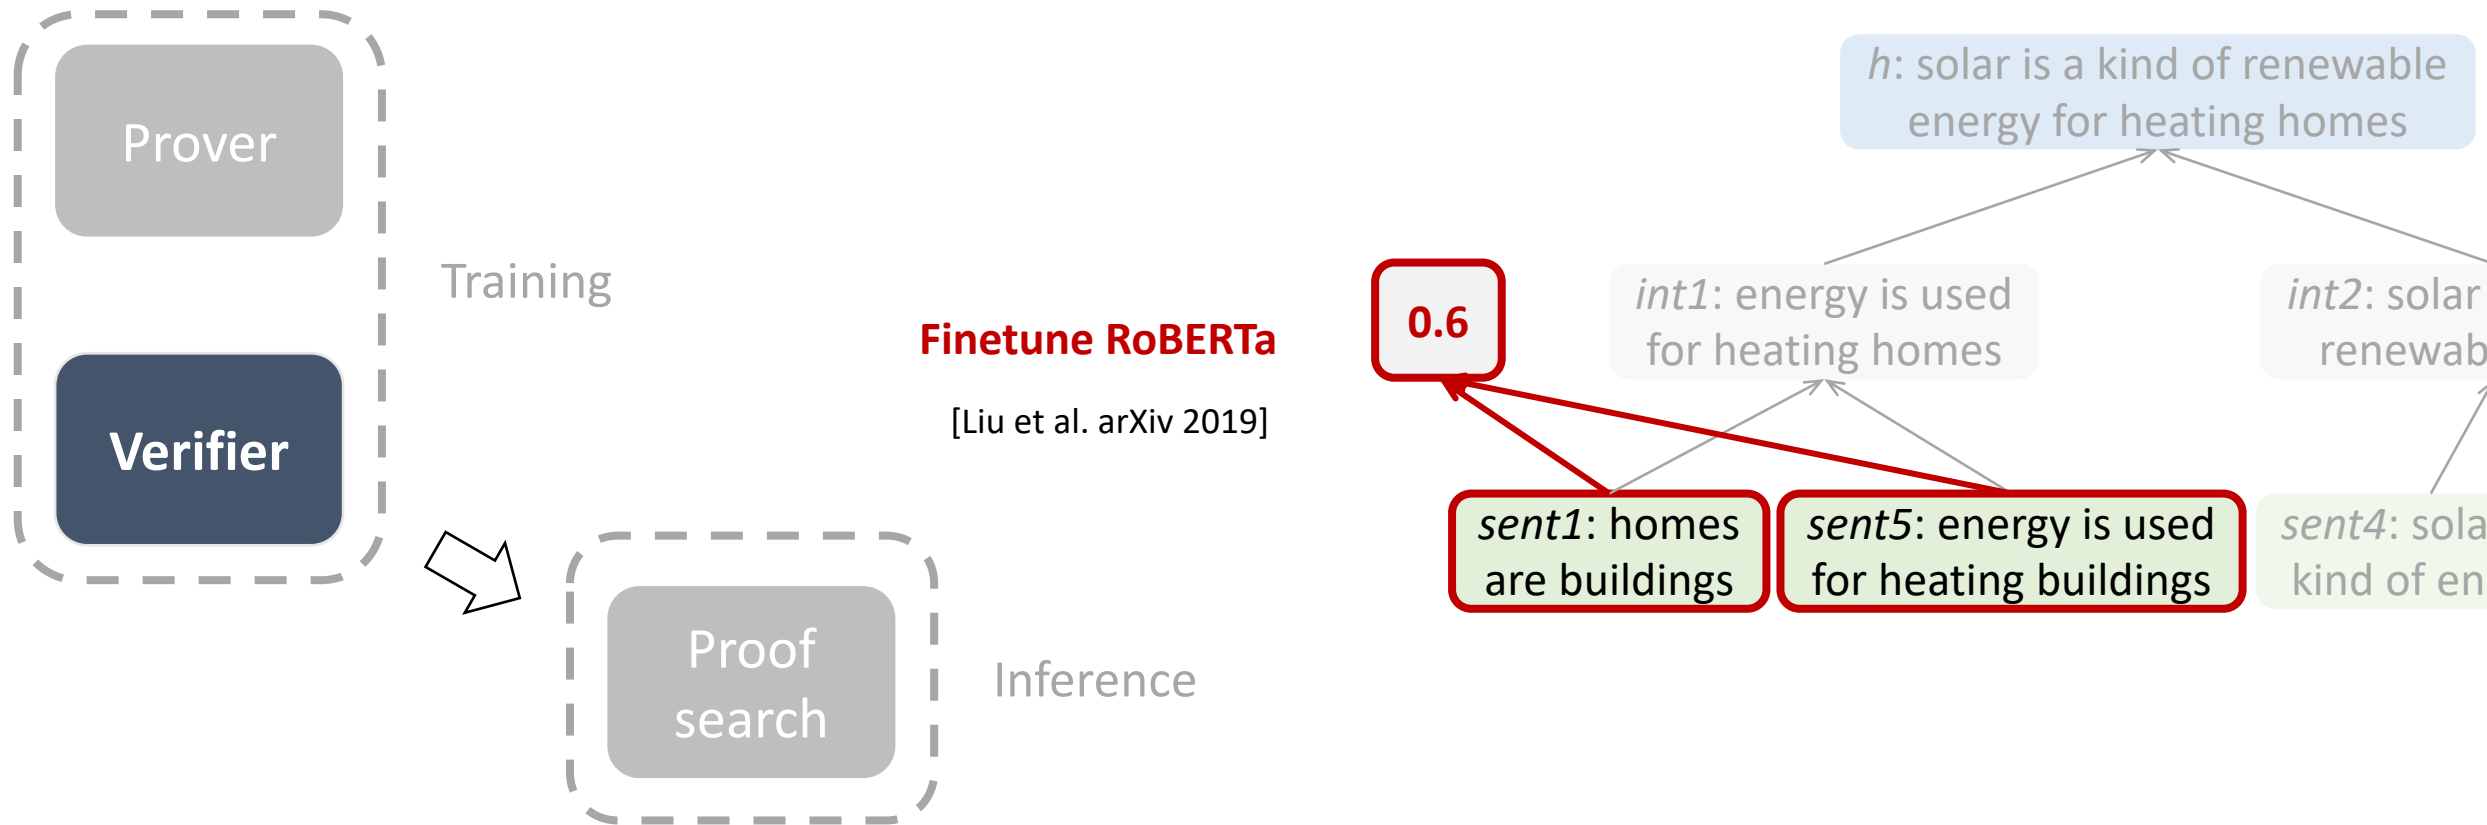 Prover
Verifier
Training
Proof
search
Inference
Finetune RoBERTa
[Liu et al. arXiv 2019]
0.6
h: solar is a kind of renewable
energy for heating homes
int1: energy is used
for heating homes
int2: solar
renewab
sent1: homes
are buildings
sent5: energy is used
for heating buildings
sent4: sola
kind of en